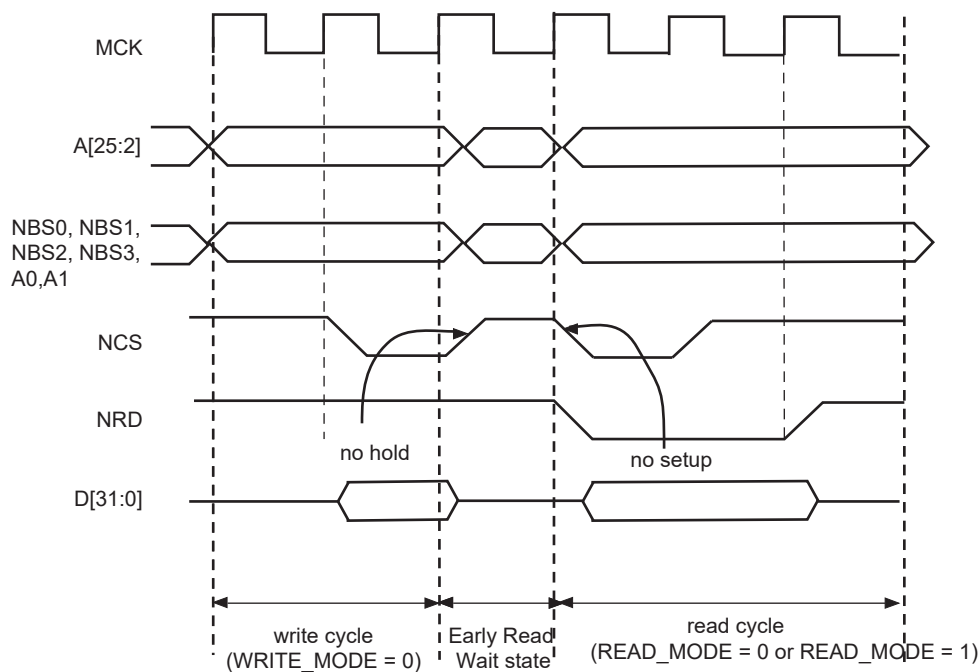 MCK
A[25:2]
NBS0, NBS1,
NBS2, NBS3,
A0,A1
NCS
NRD
no hold
no setup
D[31:0]
write cycle
(WRITE_MODE = 0)
Early Read
Wait state
read cycle
(READ_MODE = 0 or READ_MODE = 1)